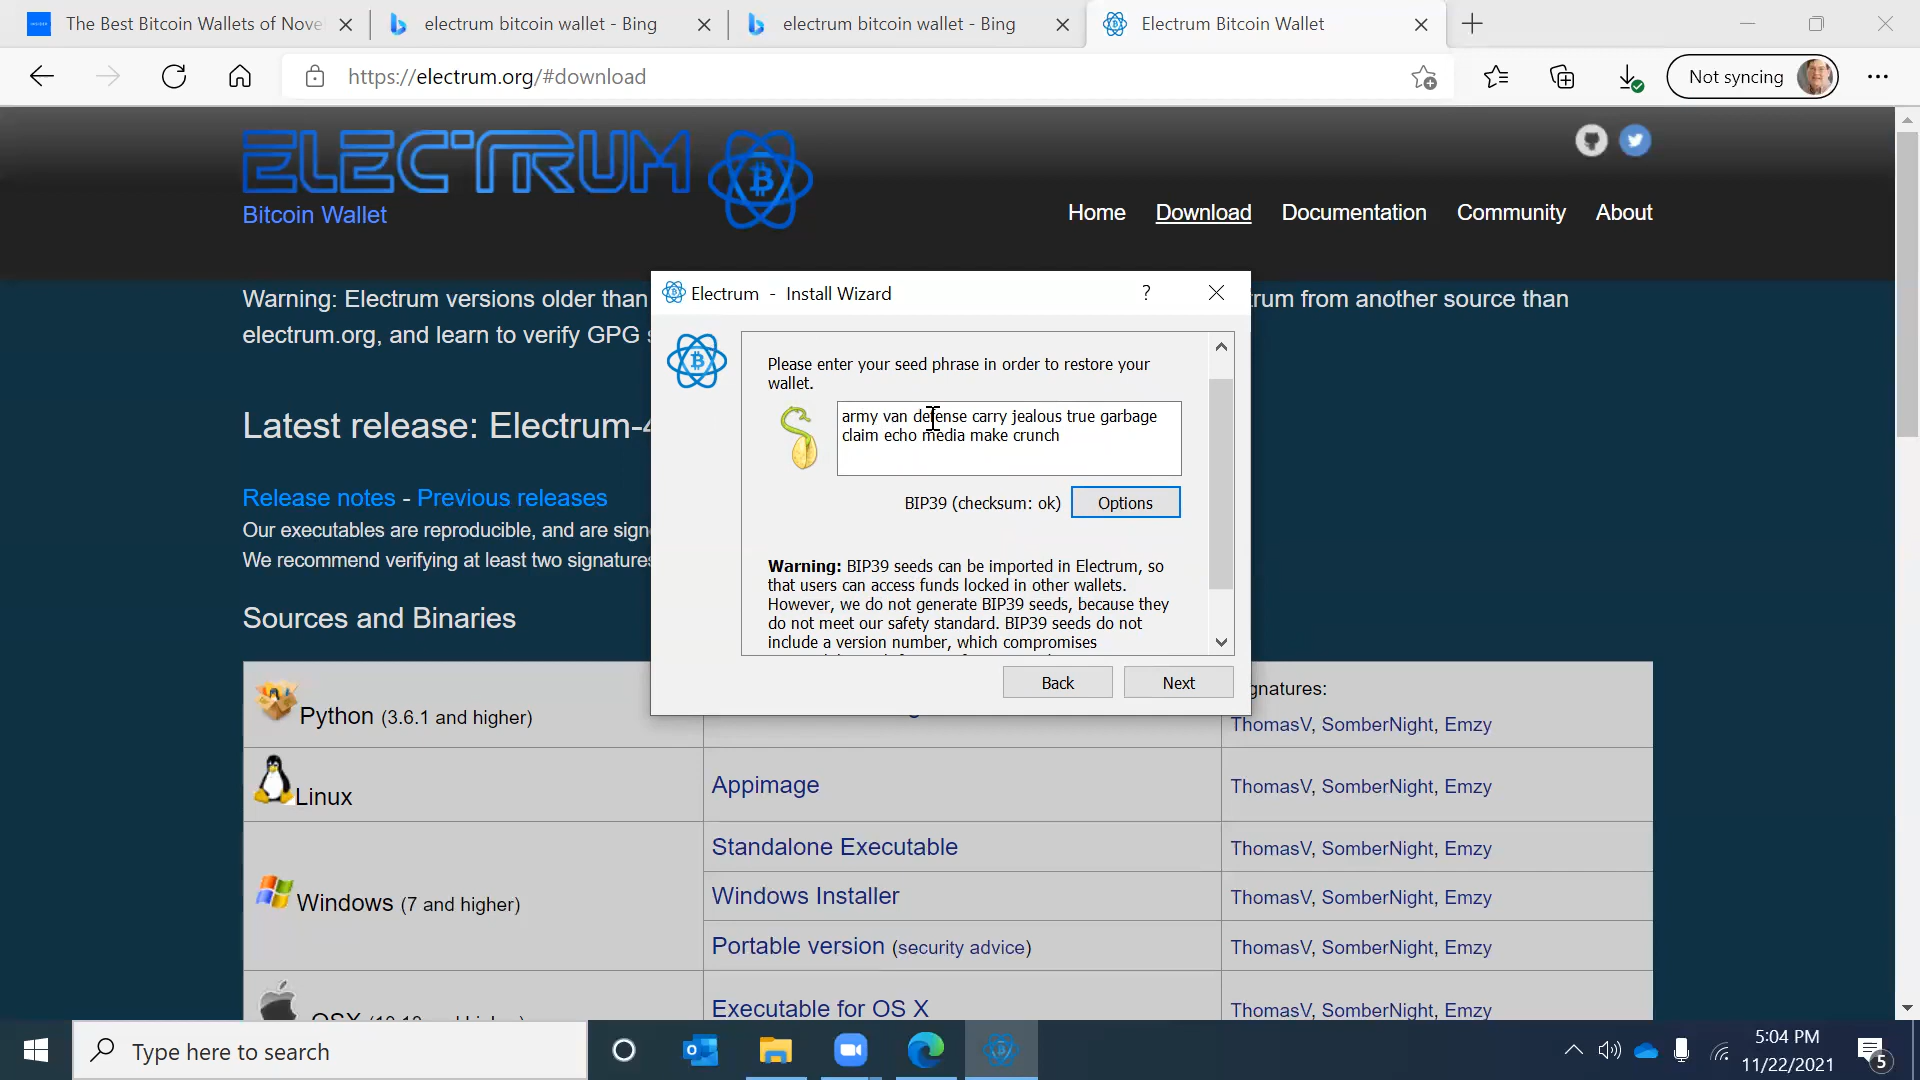 The Best Bitcoin Wallets of Nove
electrum bitcoin wallet - Bing
electrum bitcoin wallet - Bing
Electrum Bitcoin Wallet
https://electrum.org/#download
Not syncing
ELECTRUM
Bitcoin Wallet
Home
Download
Documentation
Community
About
Warning: Electrum versions older than
trum from another source than
electrum.org, and learn to verify GPG s
Latest release: Electrum-4
Release notes - Previous releases
Our executables are reproducible, and are sign
We recommend verifying at least two signatures
Sources and Binaries
Electrum - Install Wizard
?
Please enter your seed phrase in order to restore your
wallet.
army van defense carry jealous true garbage
claim echo media make crunch
BIP39 (checksum: ok)
Options
Warning: BIP39 seeds can be imported in Electrum, so
that users can access funds locked in other wallets.
However, we do not generate BIP39 seeds, because they
do not meet our safety standard. BIP39 seeds do not
include a version number, which compromises
Back
Next
gnatures:
Python (3.6.1 and higher)
ThomasV, SomberNight, Emzy
Linux
Appimage
ThomasV, SomberNight, Emzy
Windows (7 and higher)
Standalone Executable
ThomasV, SomberNight, Emzy
Windows Installer
ThomasV, SomberNight, Emzy
Portable version (security advice)
ThomasV, SomberNight, Emzy
Executable for OS X
ThomasV, SomberNight, Emzy
Type here to search
5:04 PM
11/22/2021
5